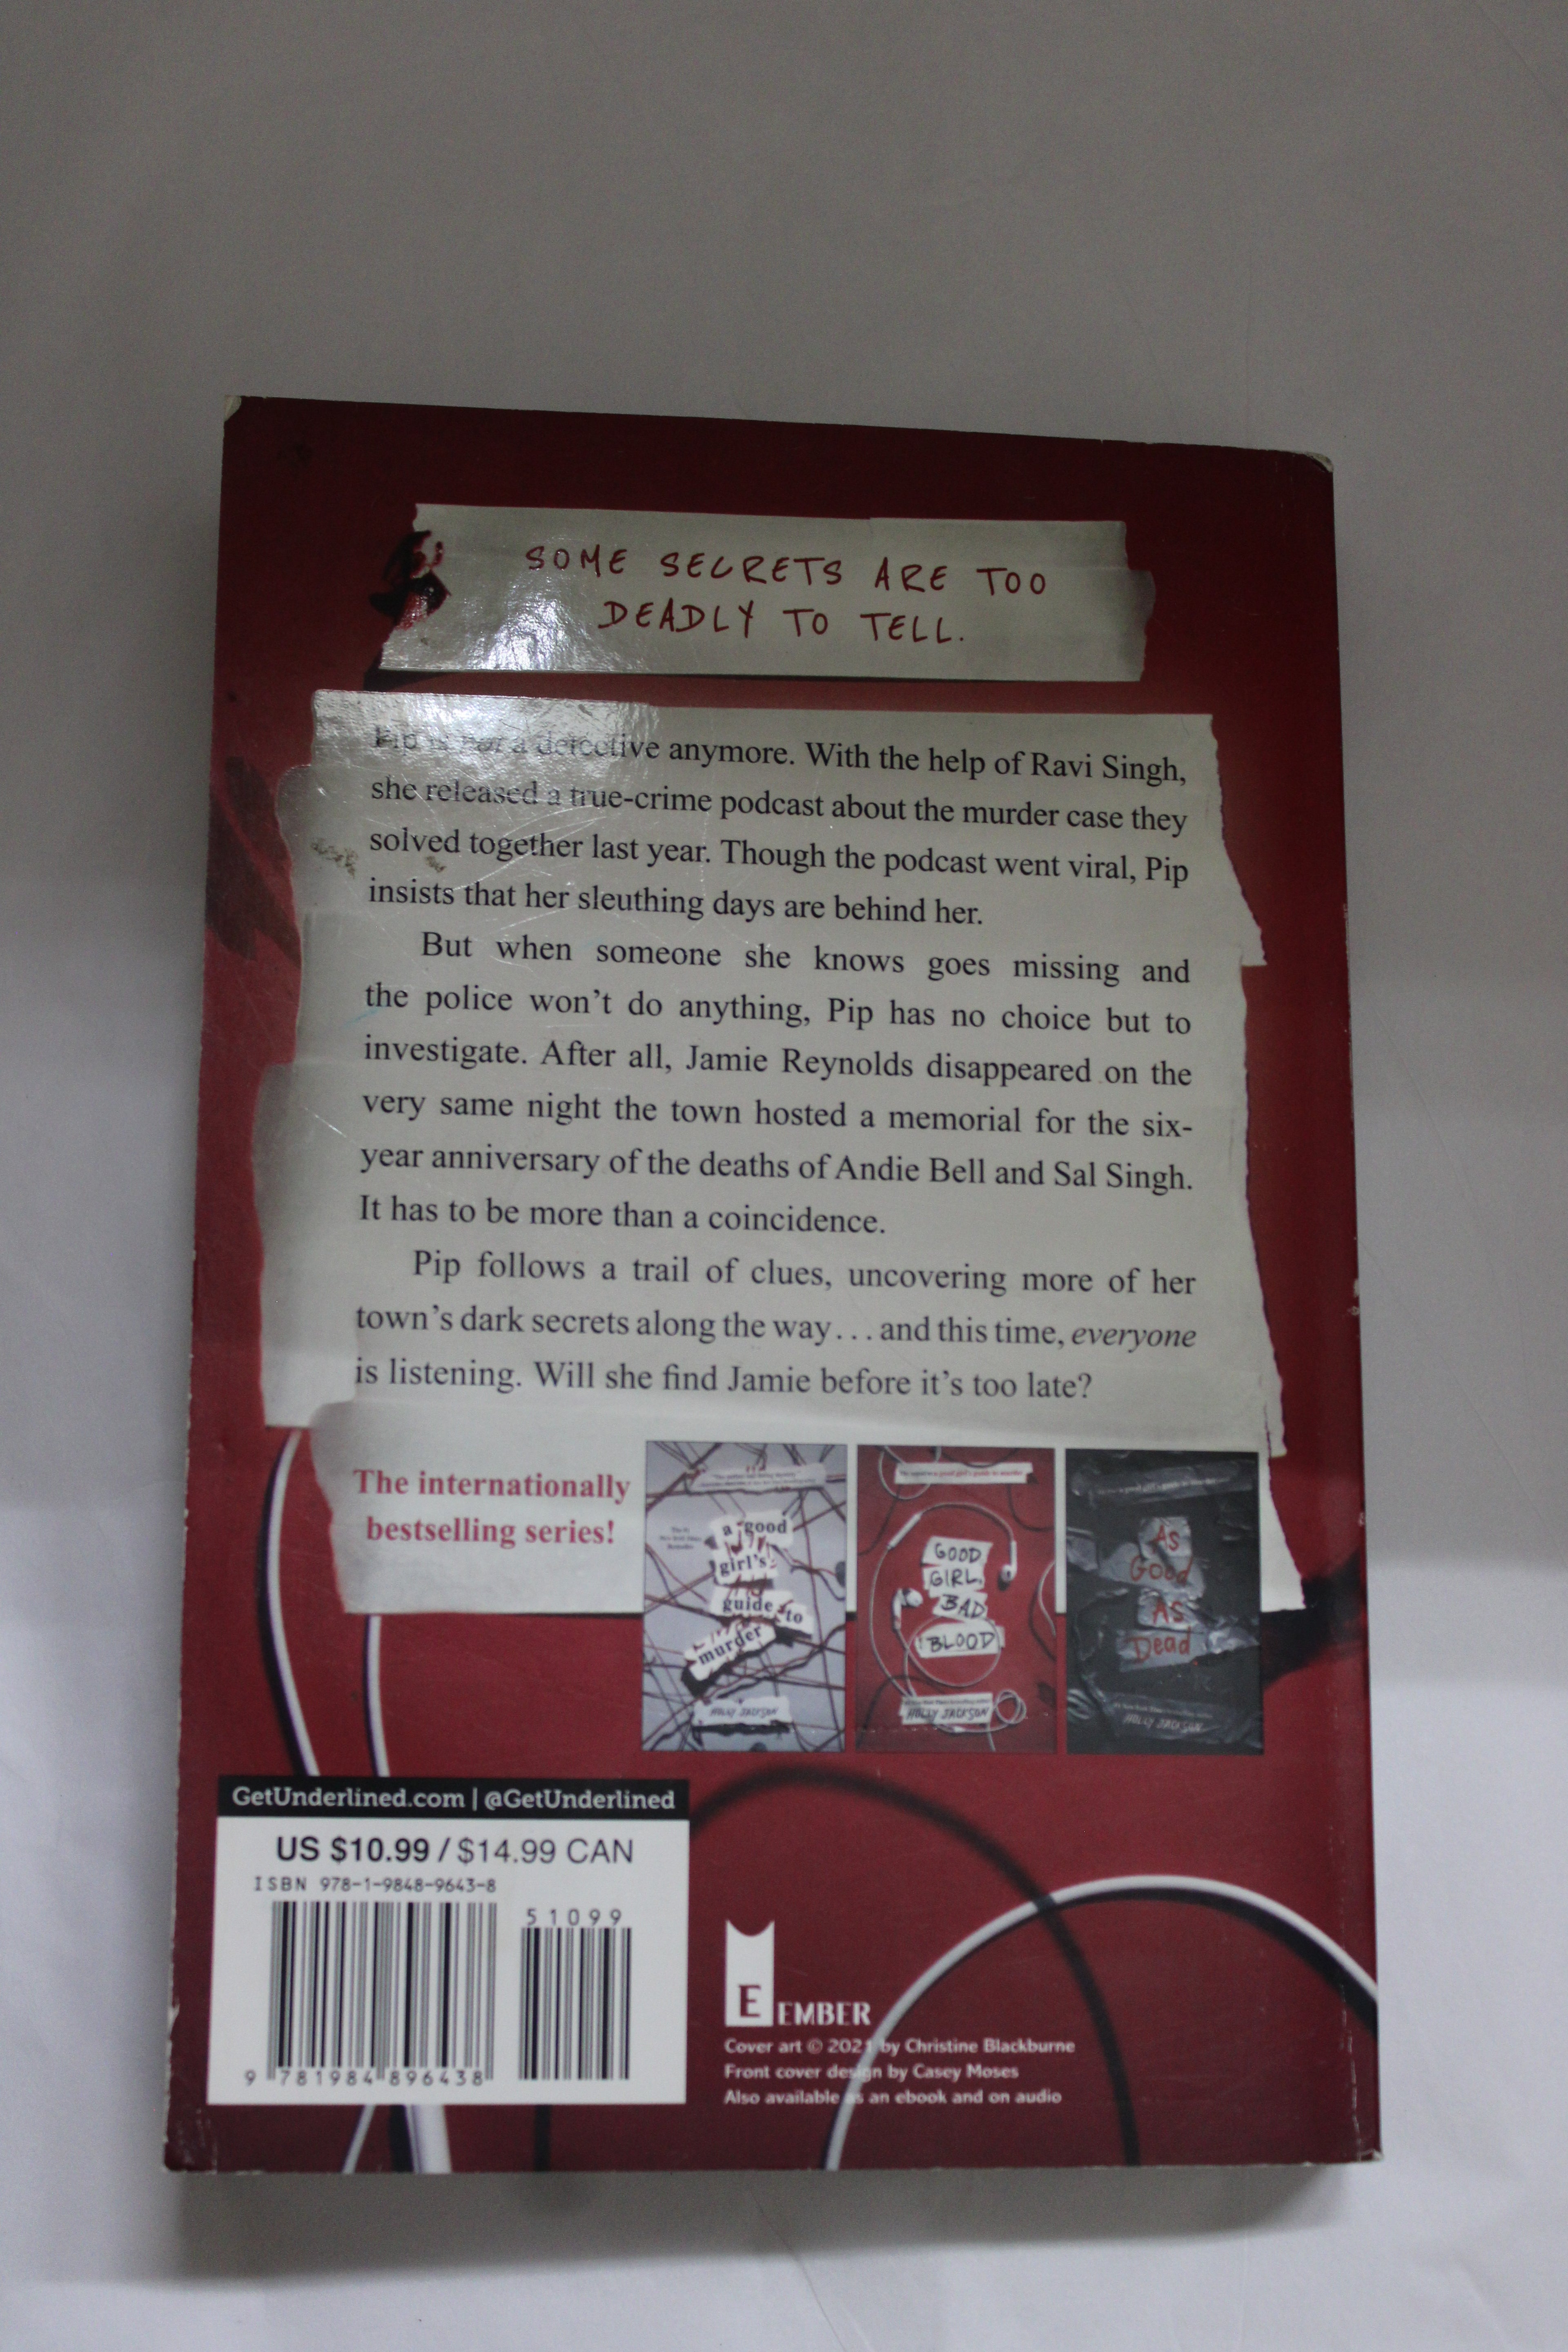 SOME SECRETS ARE TOO
DEADLY TO TELL.
Pip is not a detective anymore. With the help of Ravi Singh,
she released a true-crime podcast about the murder case they
solved together last year. Though the podcast went viral, Pip
insists that her sleuthing days are behind her.
But when someone she knows goes missing and
the police won't do anything, Pip has no choice but to
investigate. After all, Jamie Reynolds disappeared on the
very same night the town hosted a memorial for the six-
year anniversary of the deaths of Andie Bell and Sal Singh.
It has to be more than a coincidence.
Pip follows a trail of clues, uncovering more of her
town's dark secrets along the way... and this time, everyone
is listening. Will she find Jamie before it's too late?
The internationally
bestselling series!
a good
girl's
guide to
murder
HOLLY JACKSON
GOOD
GIRL,
BAD
BLOOD
HOLLY JACKSON
As
Good
As
Dead
HOLLY JACKSON
GetUnderlined.com | @GetUnderlined
US $10.99 / $14.99 CAN
ISBN 978-1-9848-9643-8
51099
9 781984 896438
E EMBER
Cover art © 2021 by Christine Blackburne
Front cover design by Casey Moses
Also available as an ebook and on audio